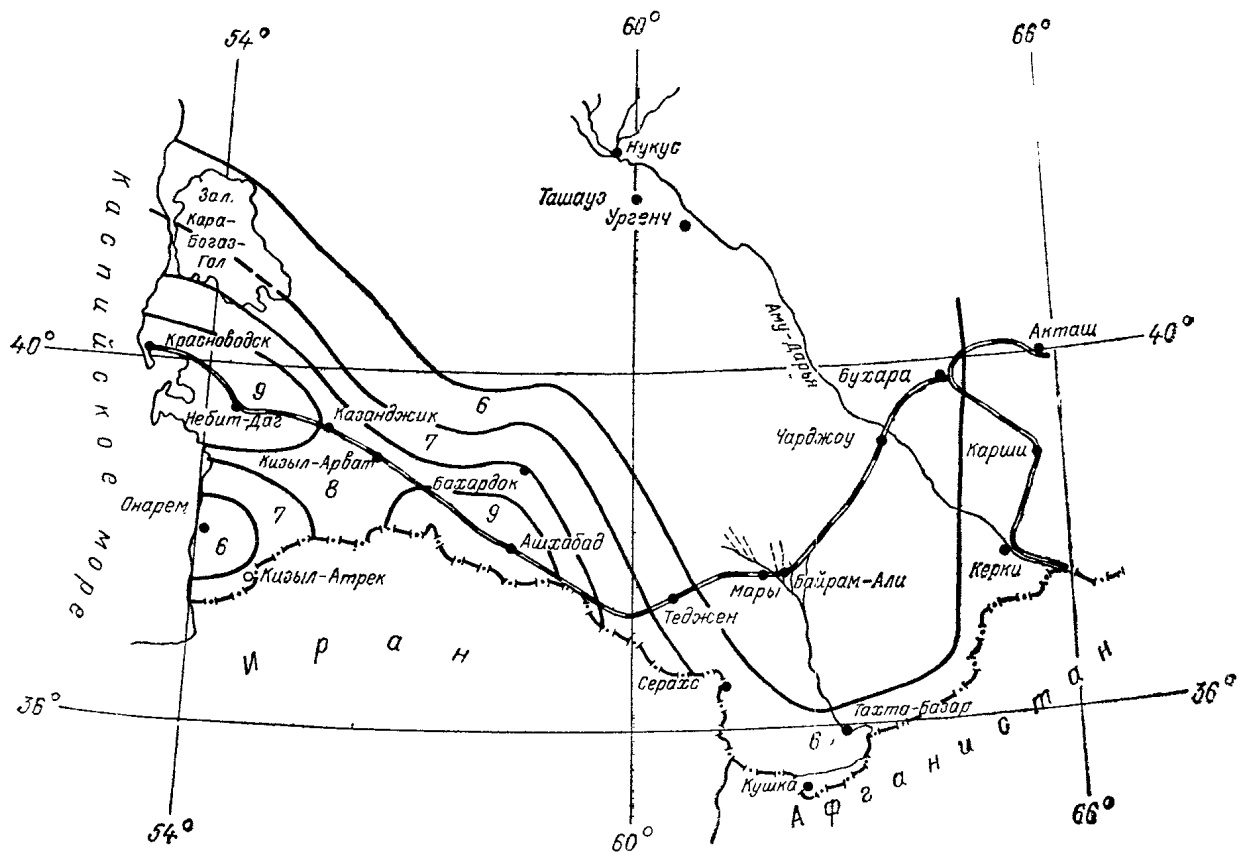 54°
60°
66°
Нукус
Ташауз
Ургенч
Зал.
Кара-
Богаз-
Гол
Каспийское море
Аму-Дарья
40°
Красноводск
Акташ
40°
Бухара
9
6
Небит-Даг
Казанджик
7
Чарджоу
Карши
Кизыл-Арват
8
Бахардок
Онарем
7
9
6
Ашхабад
Кизыл-Атрек
Мары
Байрам-Али
Керки
Теджен
Иран
Серахс
36°
36°
Тахта-Базар
6
Кушка
Афганистан
54°
60°
66°